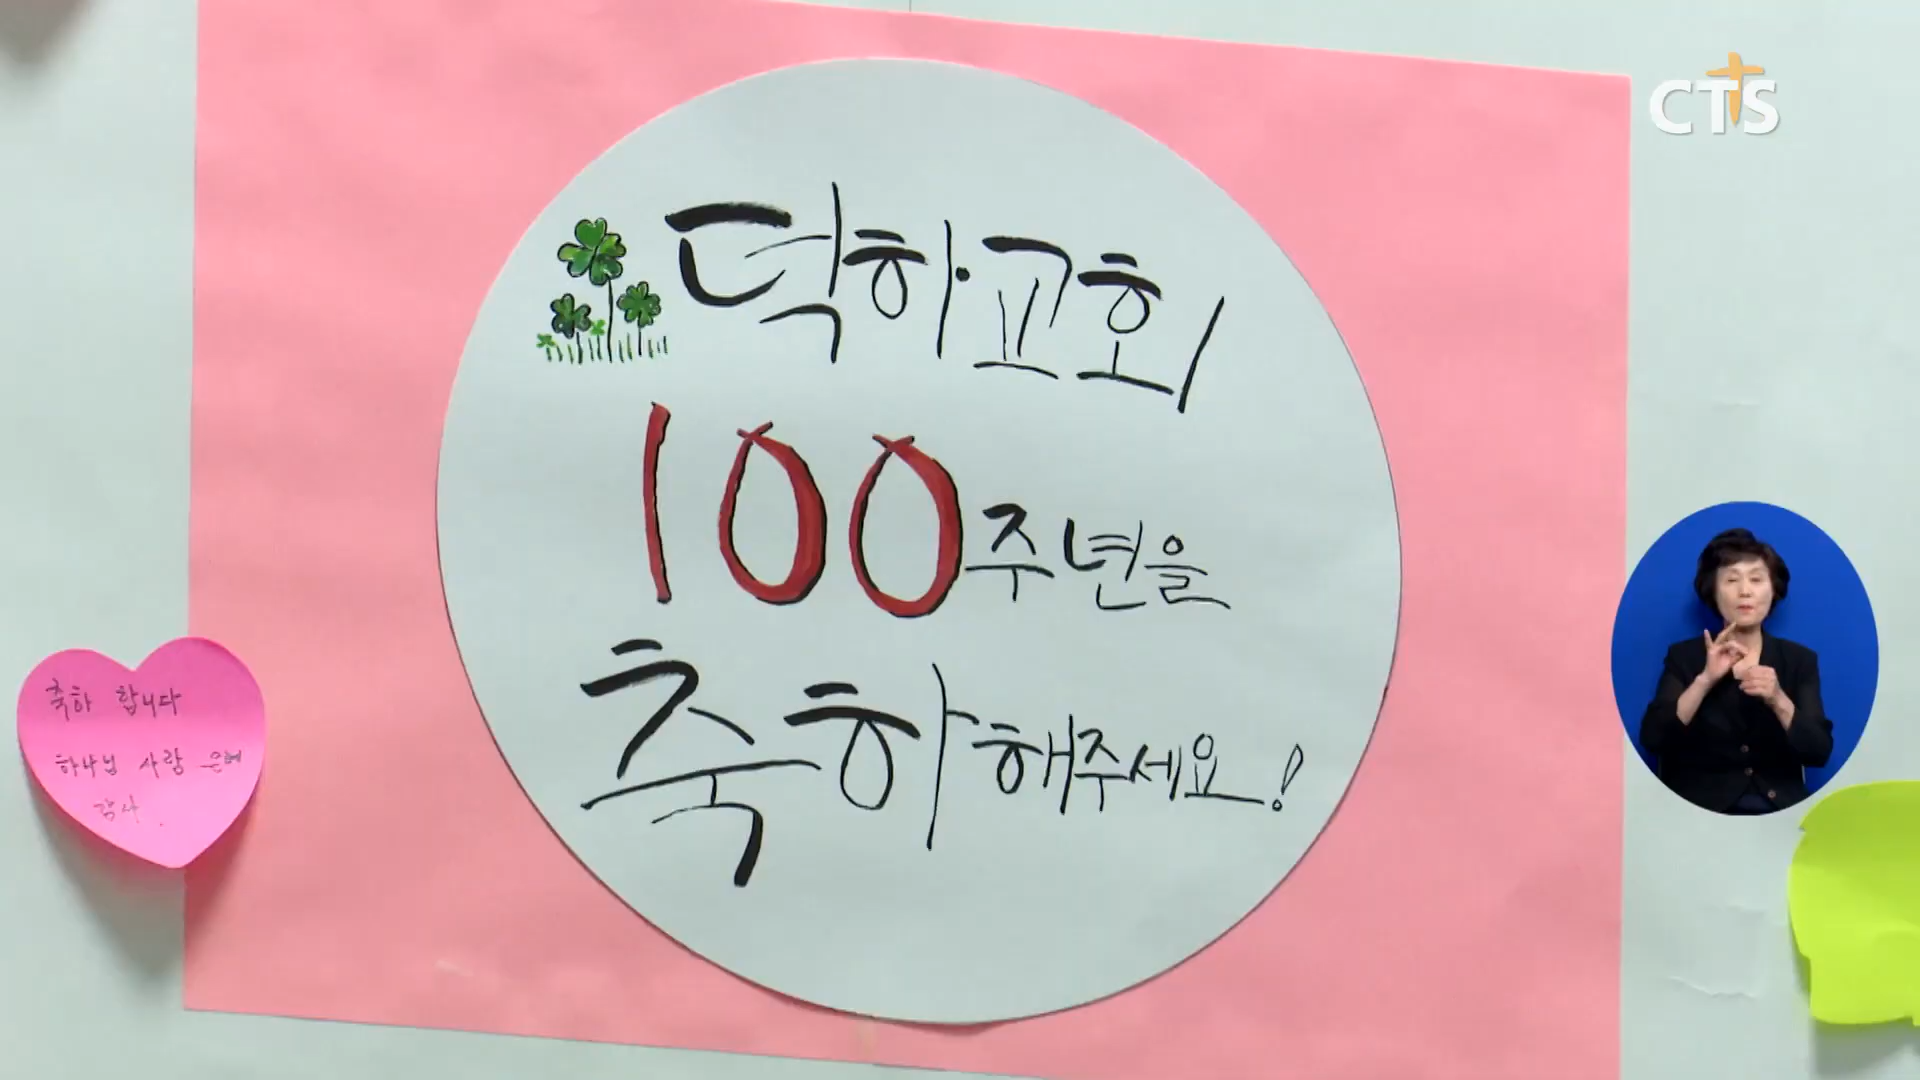 CTS
덕하교회
100주년을
축하해주세요!
축하 합니다
하나님 사랑 은혜
감사.